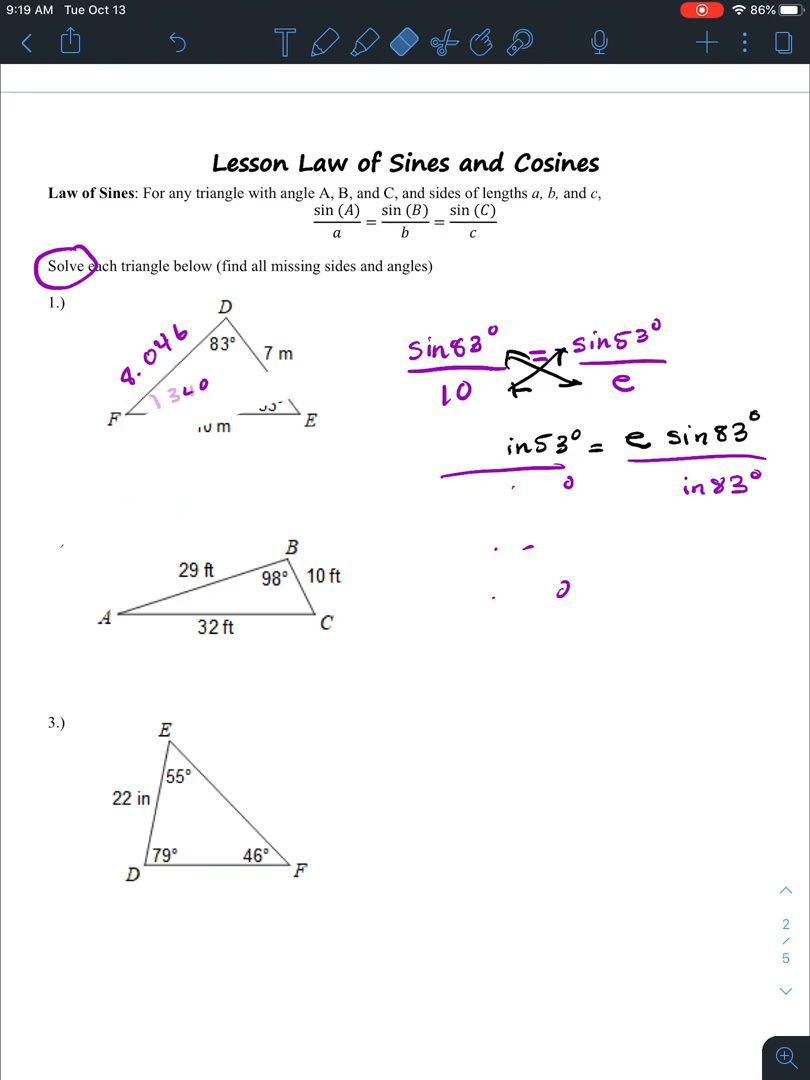 9:19 AM Tue Oct 13 86%
Lesson Law of Sines and Cosines
Law of Sines: For any triangle with angle A, B, and C, and sides of lengths a, b, and c,
sin (A) / a = sin (B) / b = sin (C) / c
Solve each triangle below (find all missing sides and angles)
1.)
D
83°
7 m
8.046
F
E
sin83° / 10 = sin53° / e
in53° = e sin83°
in83°
B
29 ft
98°
10 ft
A
32 ft
C
3.)
E
55°
22 in
79°
46°
D
F
2
/
5